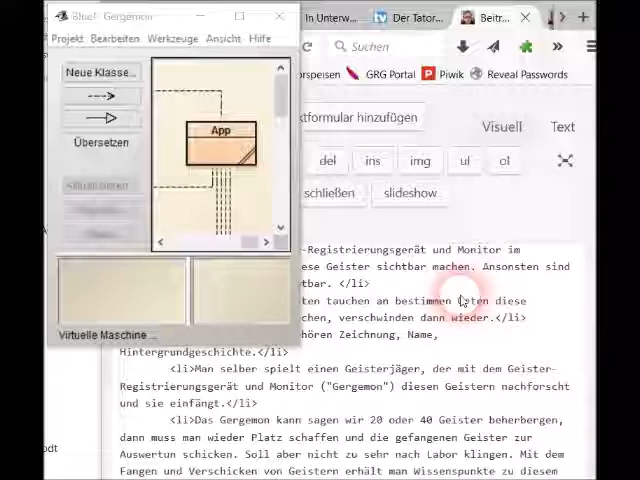 BlueJ: Gergemon
Projekt Bearbeiten Werkzeuge Ansicht Hilfe
Neue Klasse...
Übersetzen
App
Virtuelle Maschine ...
In Unterw
Der Tator
Beitr
Suchen
orspeisen GRG Portal Piwik Reveal Passwords
ktformular hinzufügen
Visuell Text
del ins img ul ol
schließen slideshow
-Registrierungsgerät und Monitor im
ese Geister sichtbar machen. Ansonsten sind
tbar. </li>
ten tauchen an bestimmen Orten diese
chen, verschwinden dann wieder.</li>
hören Zeichnung, Name,
Hintergrundgeschichte.</li>
<li>Man selber spielt einen Geisterjäger, der mit dem Geister-
Registrierungsgerät und Monitor ("Gergemon") diesen Geistern nachforscht
und sie einfängt.</li>
<li>Das Gergemon kann sagen wir 20 oder 40 Geister beherbergen,
dann muss man wieder Platz schaffen und die gefangenen Geister zur
Auswertun schicken. Soll aber nicht zu sehr nach Labor klingen. Mit dem
Fangen und Verschicken von Geistern erhält man Wissenspunkte zu diesem
odt